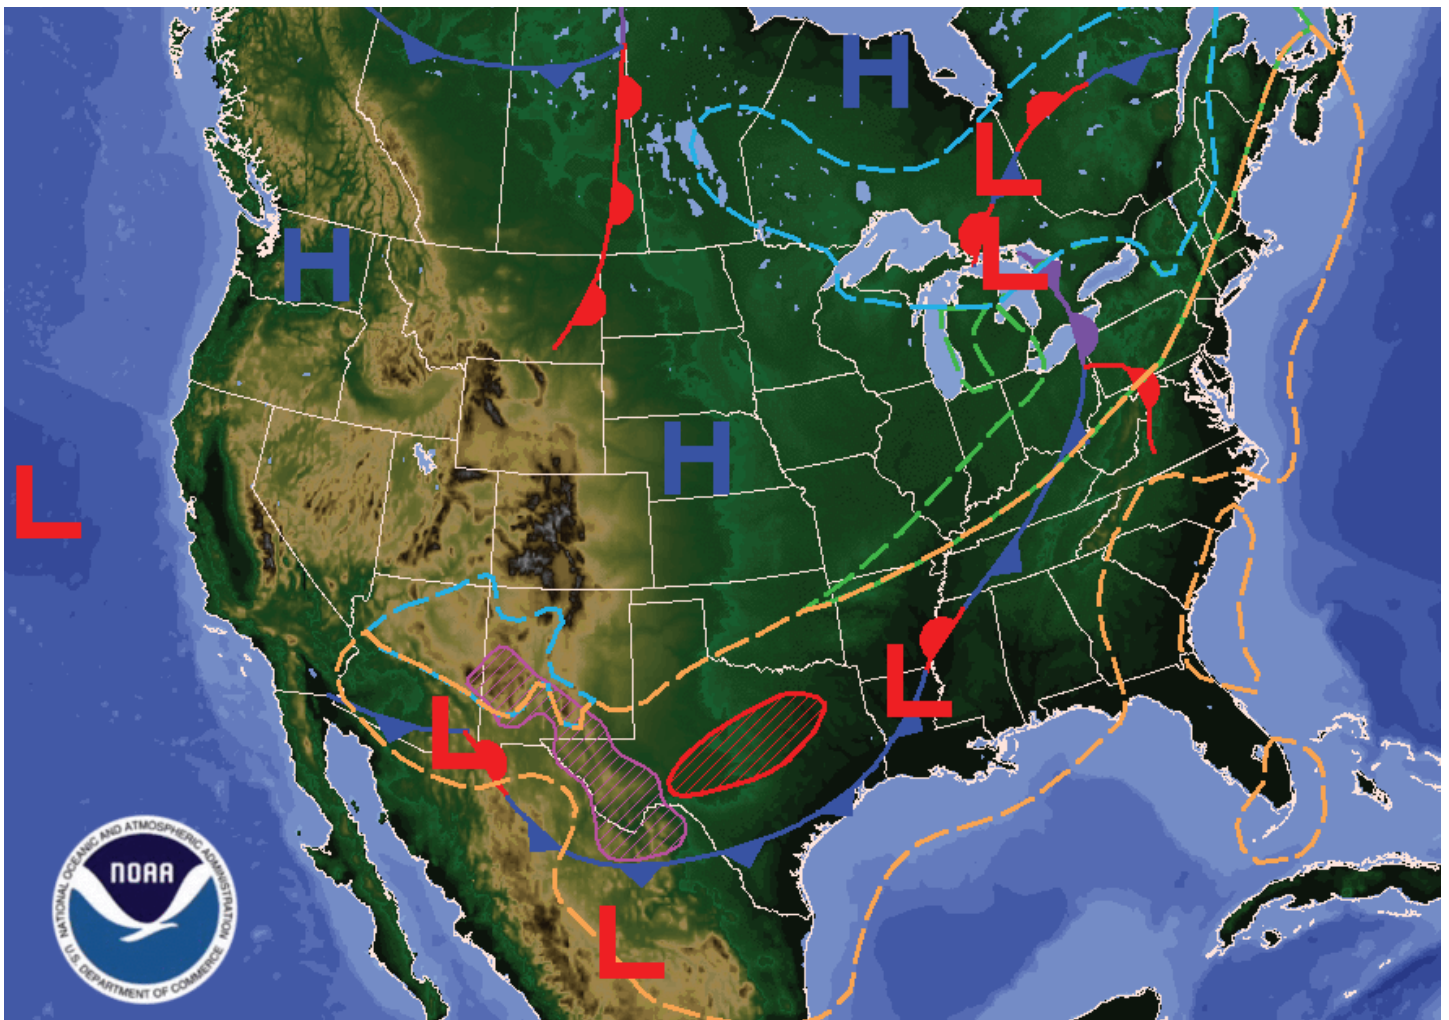 H
L
H
L
H
L
L
L
L
L
NOAA
NATIONAL OCEANIC AND ATMOSPHERIC ADMINISTRATION
U.S. DEPARTMENT OF COMMERCE